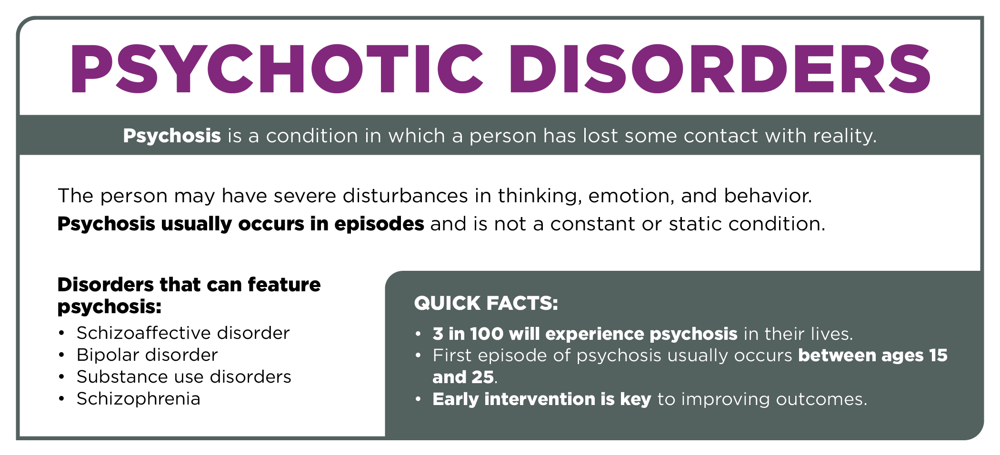 PSYCHOTIC DISORDERS
Psychosis is a condition in which a person has lost some contact with reality.
The person may have severe disturbances in thinking, emotion, and behavior.
Psychosis usually occurs in episodes and is not a constant or static condition.
Disorders that can feature
psychosis:
• Schizoaffective disorder
• Bipolar disorder
• Substance use disorders
• Schizophrenia
QUICK FACTS:
• 3 in 100 will experience psychosis in their lives.
• First episode of psychosis usually occurs between ages 15
and 25.
• Early intervention is key to improving outcomes.